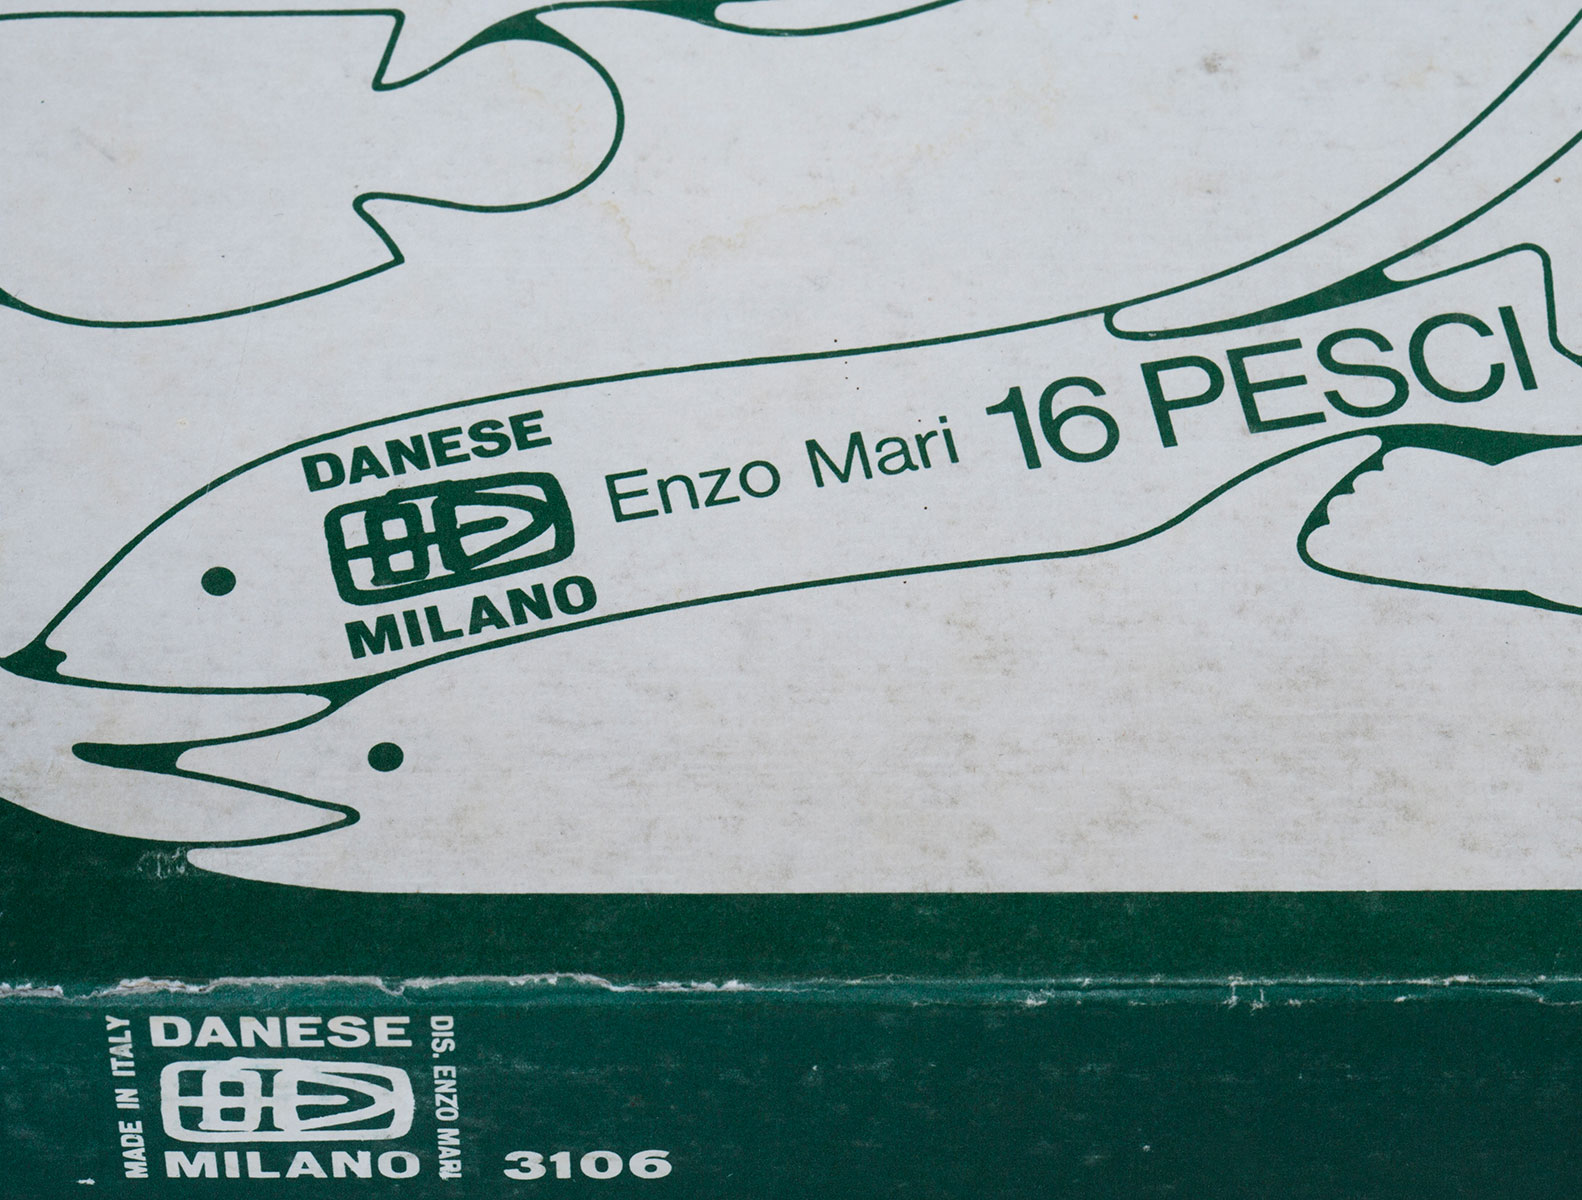 DANESE
MILANO
Enzo Mari 16 PESCI
MADE IN ITALY
DANESE
MILANO
DIS. ENZO MARI
3106